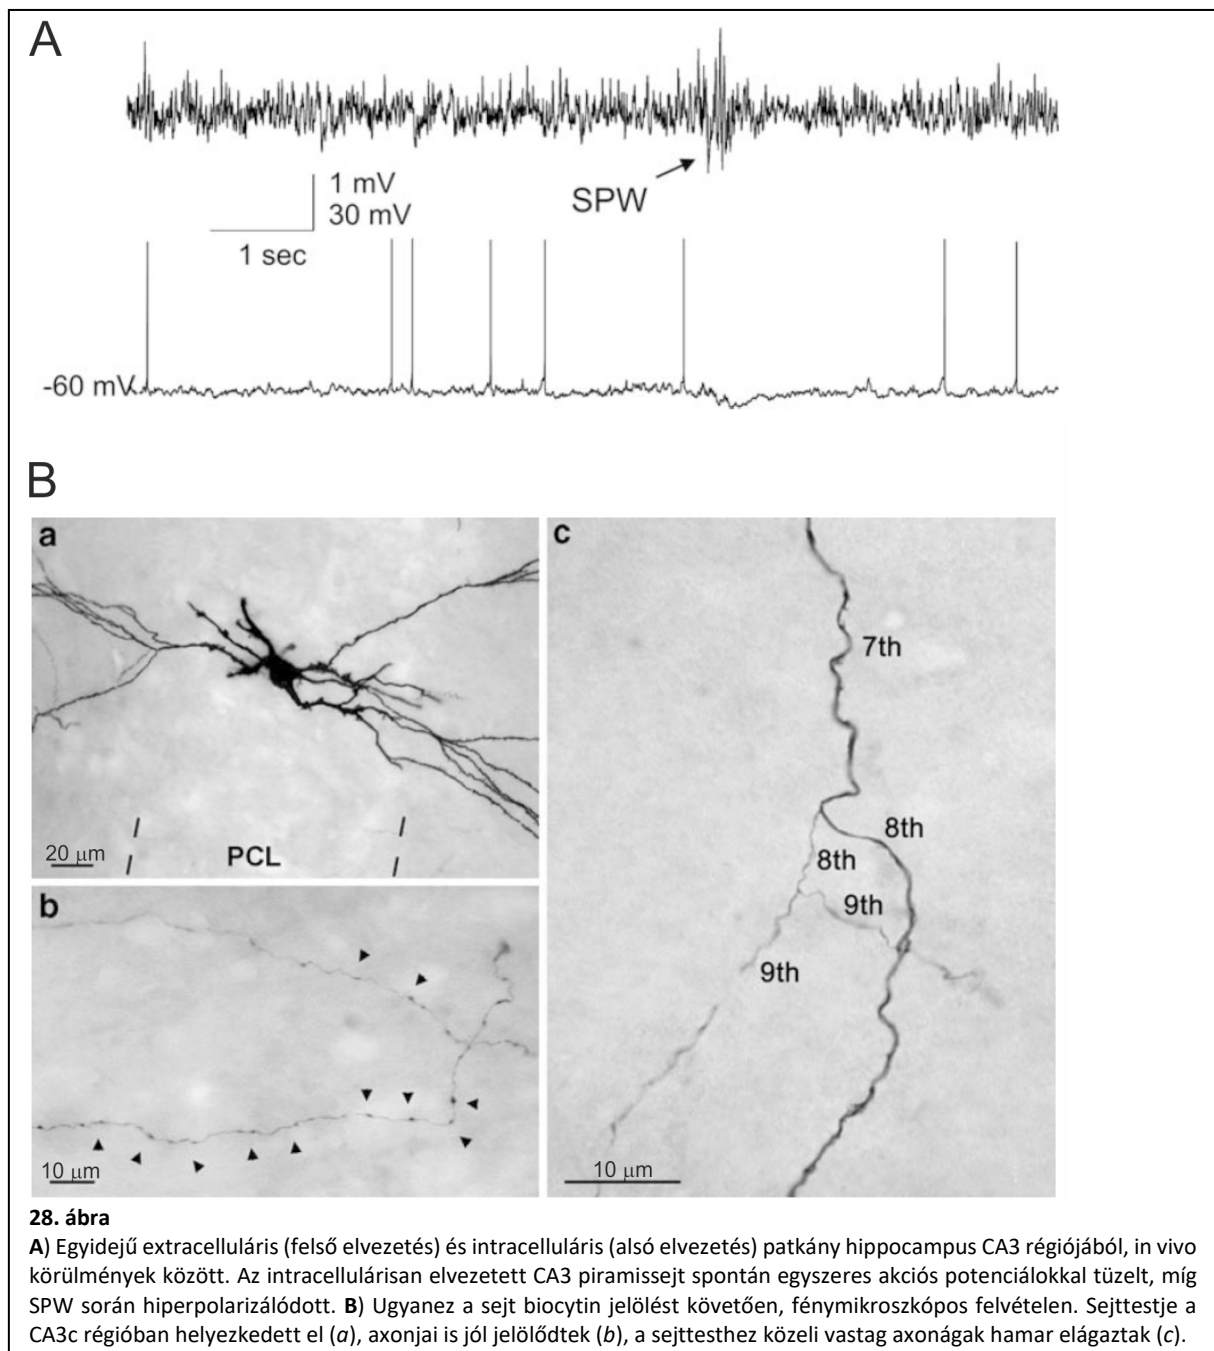 A
SPW
1 mV
30 mV
1 sec
-60 mV
B
a
20 μm
PCL
b
10 μm
c
7th
8th
8th
9th
9th
10 μm
28. ábra
A) Egyidejű extracelluláris (felső elvezetés) és intracelluláris (alsó elvezetés) patkány hippocampus CA3 régiójából, in vivo
körülmények között. Az intracellulárisan elvezetett CA3 piramissejt spontán egyszeres akciós potenciálokkal tüzelt, míg
SPW során hiperpolarizálódott. B) Ugyanez a sejt biocytin jelölést követően, fénymikroszkópos felvételen. Sejttestje a
CA3c régióban helyezkedett el (a), axonjai is jól jelölődtek (b), a sejttesthez közeli vastag axonágak hamar elágaztak (c).